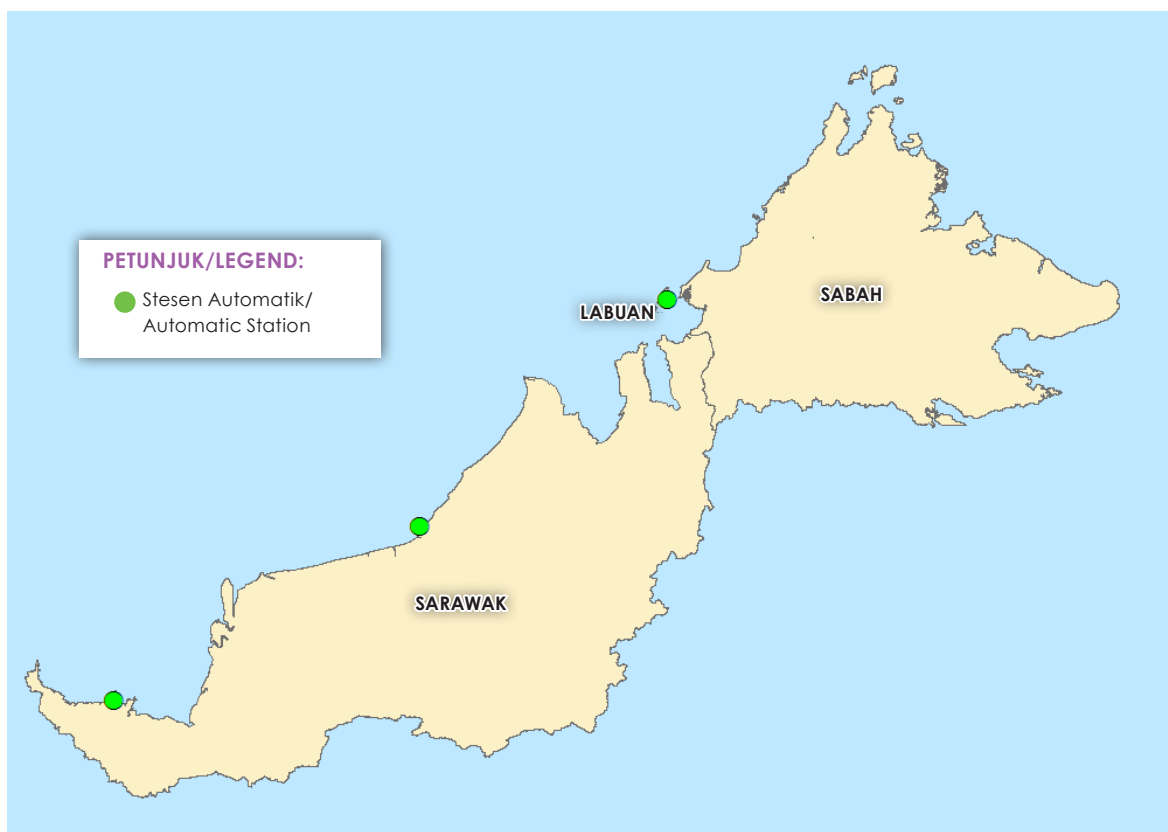 PETUNJUK/LEGEND:
Stesen Automatik/
Automatic Station
SABAH
LABUAN
SARAWAK